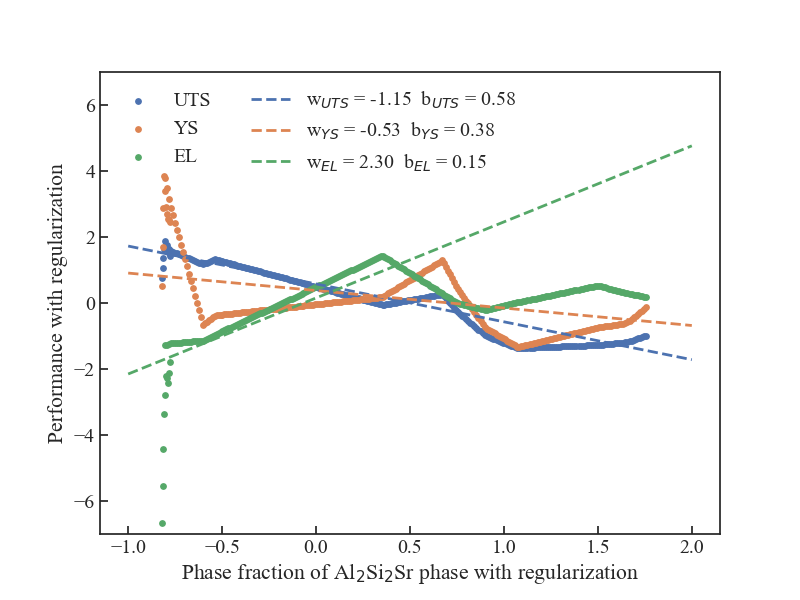 UTS
YS
EL
w_UTS = -1.15 b_UTS = 0.58
w_YS = -0.53 b_YS = 0.38
w_EL = 2.30 b_EL = 0.15
Performance with regularization
6
4
2
0
−2
−4
−6
−1.0 −0.5 0.0 0.5 1.0 1.5 2.0
Phase fraction of Al₂Si₂Sr phase with regularization